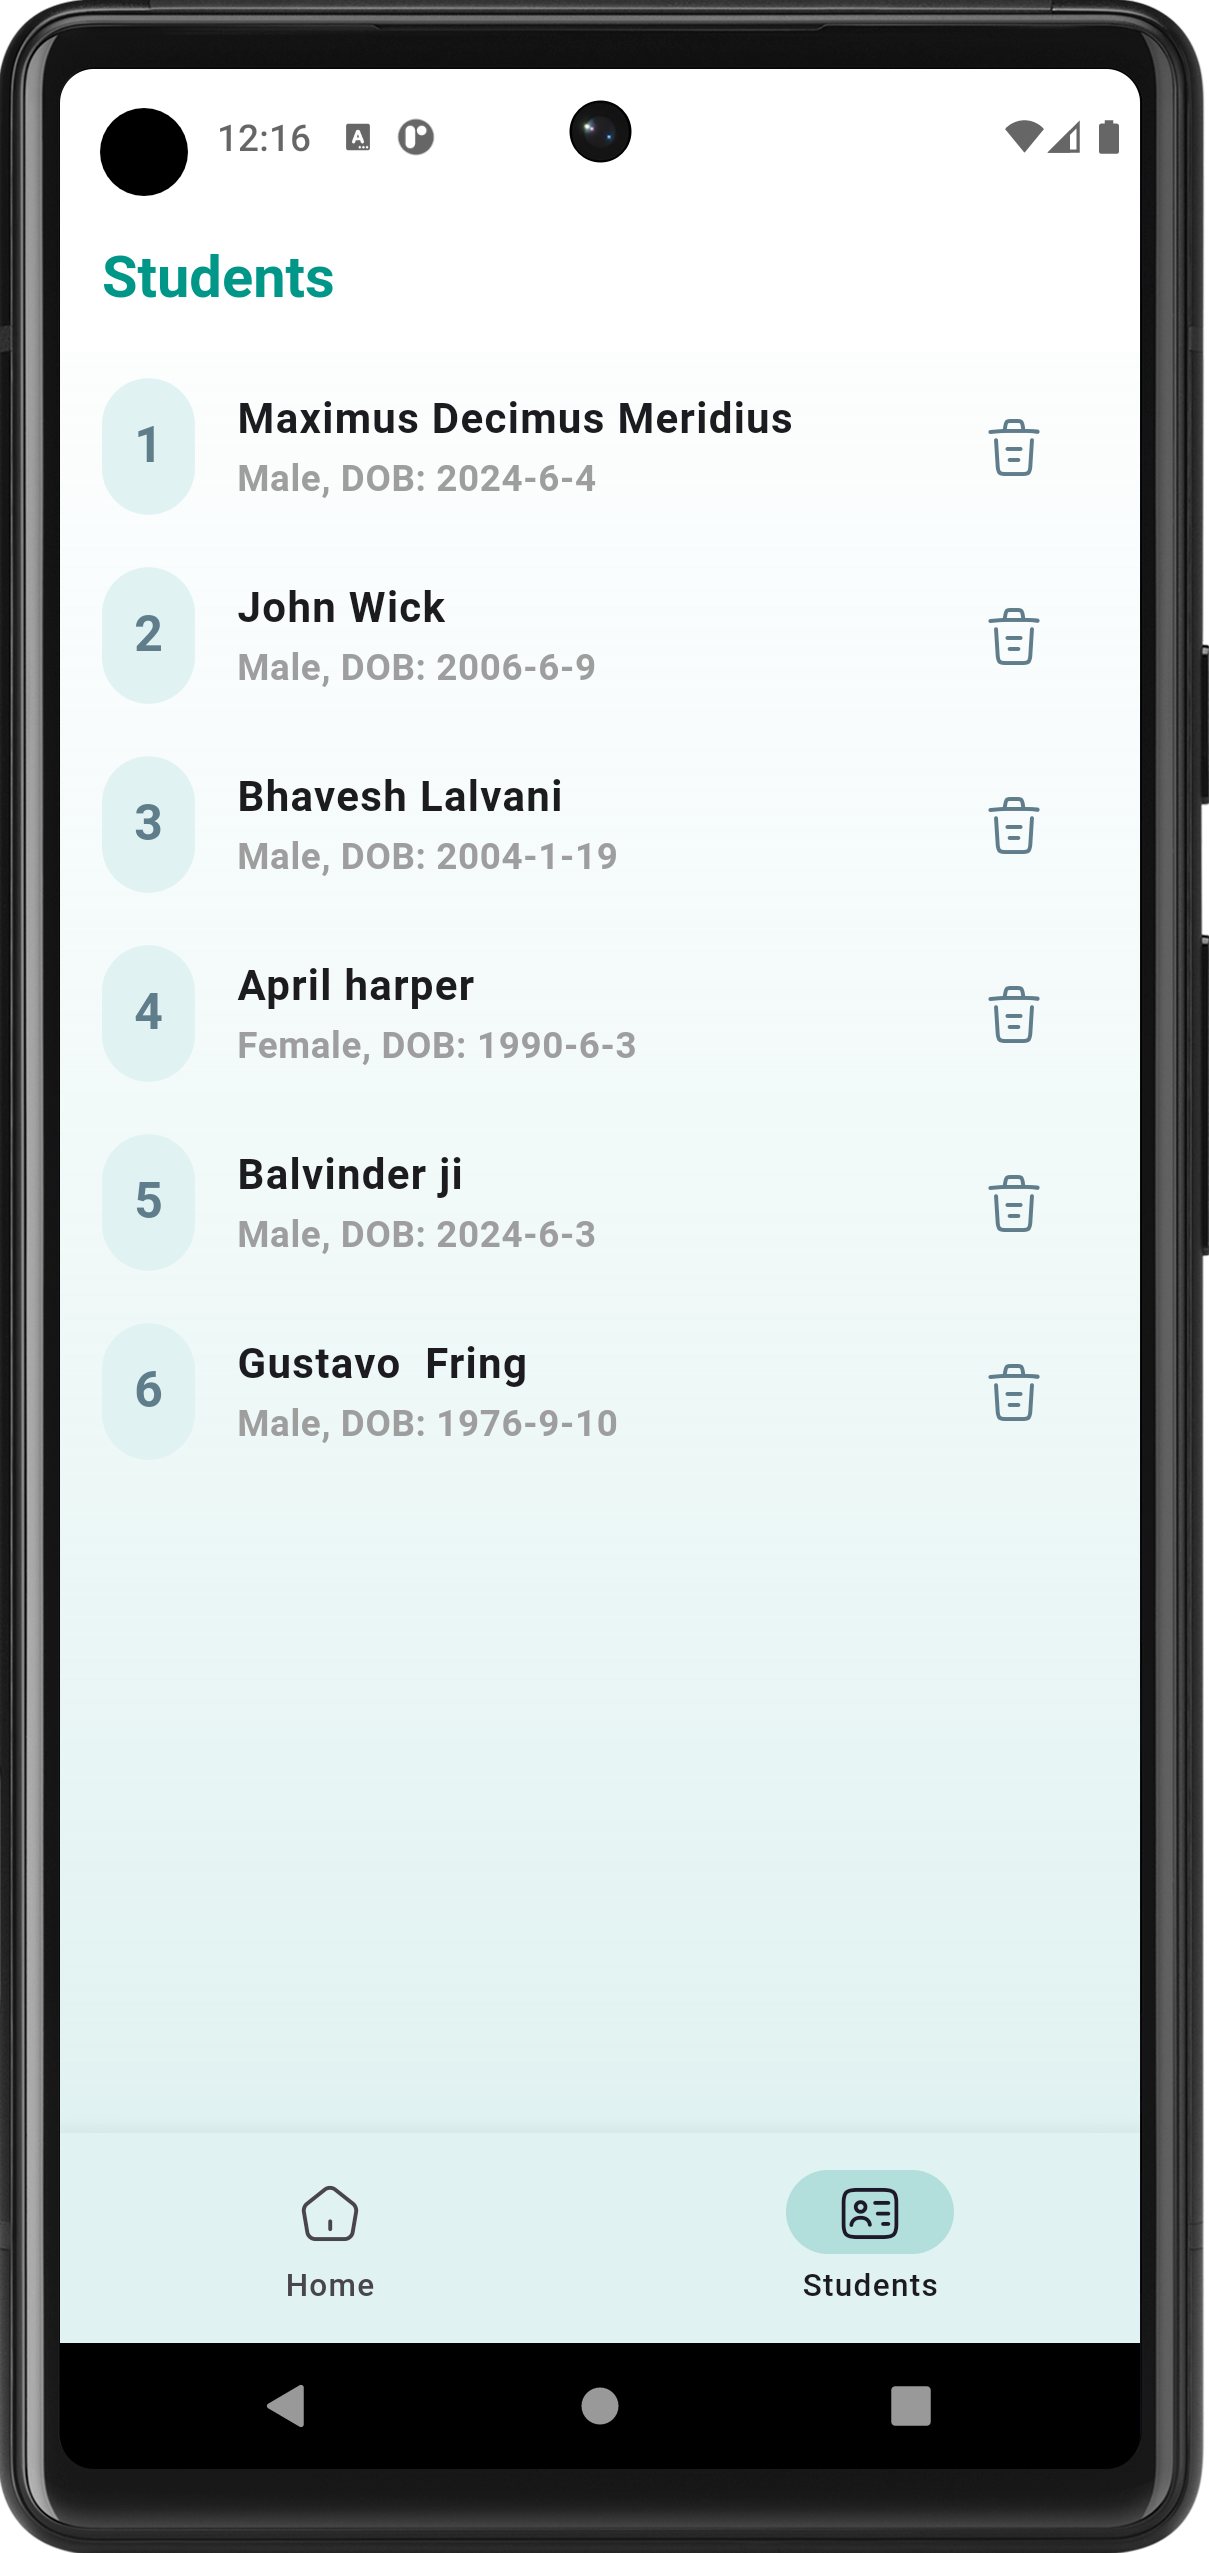 12:16
Students
1
Maximus Decimus Meridius
Male, DOB: 2024-6-4
2
John Wick
Male, DOB: 2006-6-9
3
Bhavesh Lalvani
Male, DOB: 2004-1-19
4
April harper
Female, DOB: 1990-6-3
5
Balvinder ji
Male, DOB: 2024-6-3
6
Gustavo  Fring
Male, DOB: 1976-9-10
Home
Students